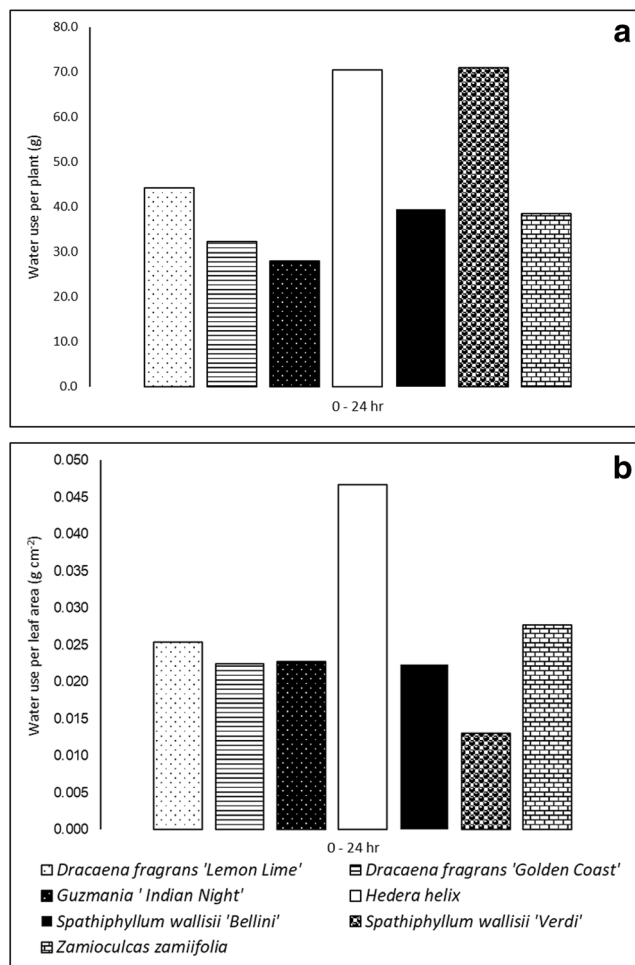 a
80.0
70.0
60.0
50.0
40.0
30.0
20.0
10.0
0.0
Water use per plant (g)
0 - 24 hr
b
0.050
0.045
0.040
0.035
0.030
0.025
0.020
0.015
0.010
0.005
0.000
Water use per leaf area (g cm⁻²)
0 - 24 hr
Dracaena fragrans 'Lemon Lime' Dracaena fragrans 'Golden Coast'
Guzmania ' Indian Night' Hedera helix
Spathiphyllum wallisii 'Bellini' Spathiphyllum wallisii 'Verdi'
Zamioculcas zamiifolia